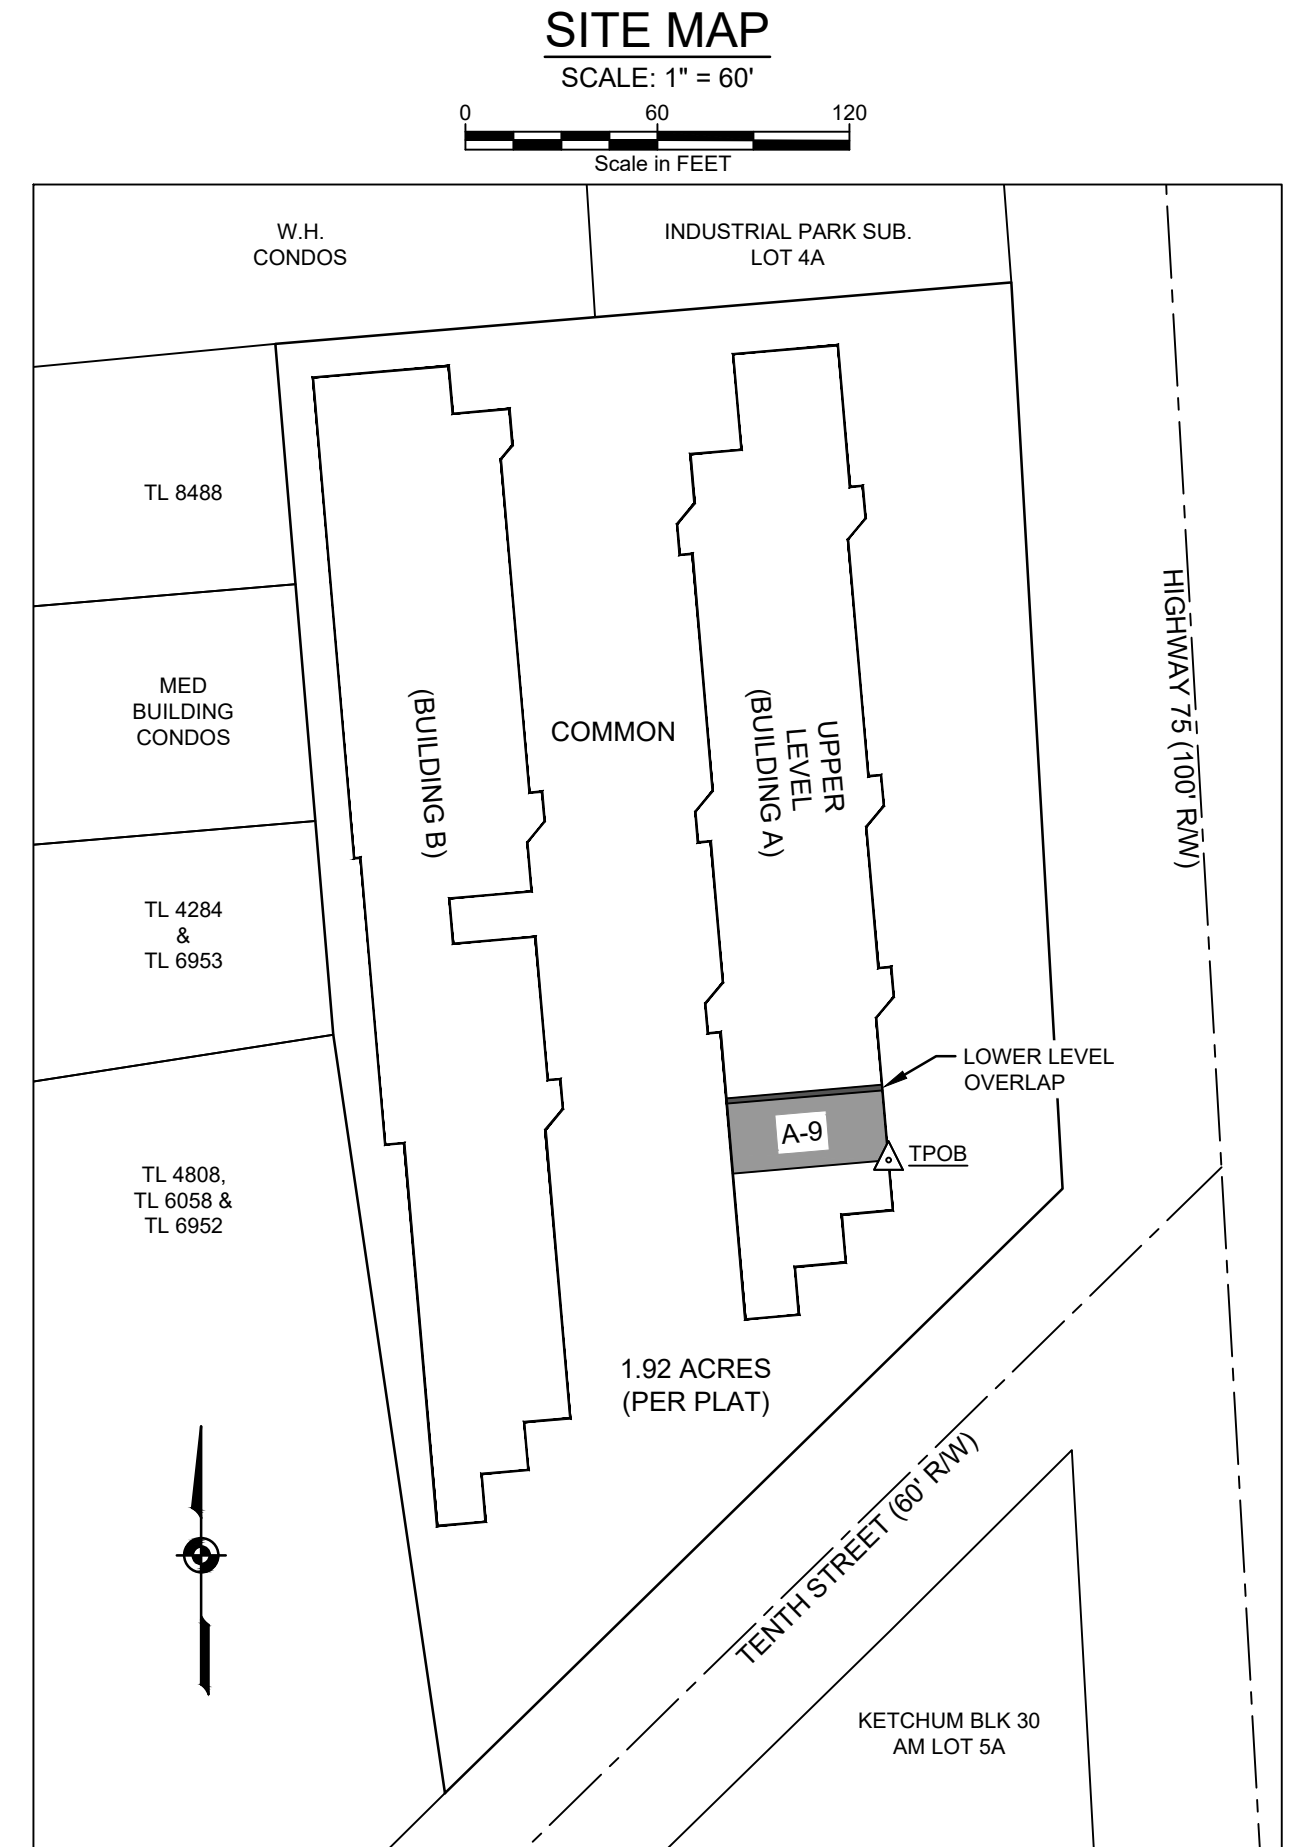 SITE MAP
SCALE: 1" = 60'
0 60 120
Scale in FEET
W.H.
CONDOS
INDUSTRIAL PARK SUB.
LOT 4A
TL 8488
HIGHWAY 75 (100' R/W)
MED
BUILDING
CONDOS
(BUILDING B)
COMMON
UPPER
LEVEL
(BUILDING A)
TL 4284
&
TL 6953
LOWER LEVEL
OVERLAP
A-9
TPOB
TL 4808,
TL 6058 &
TL 6952
1.92 ACRES
(PER PLAT)
TENTH STREET (60' R/W)
KETCHUM BLK 30
AM LOT 5A